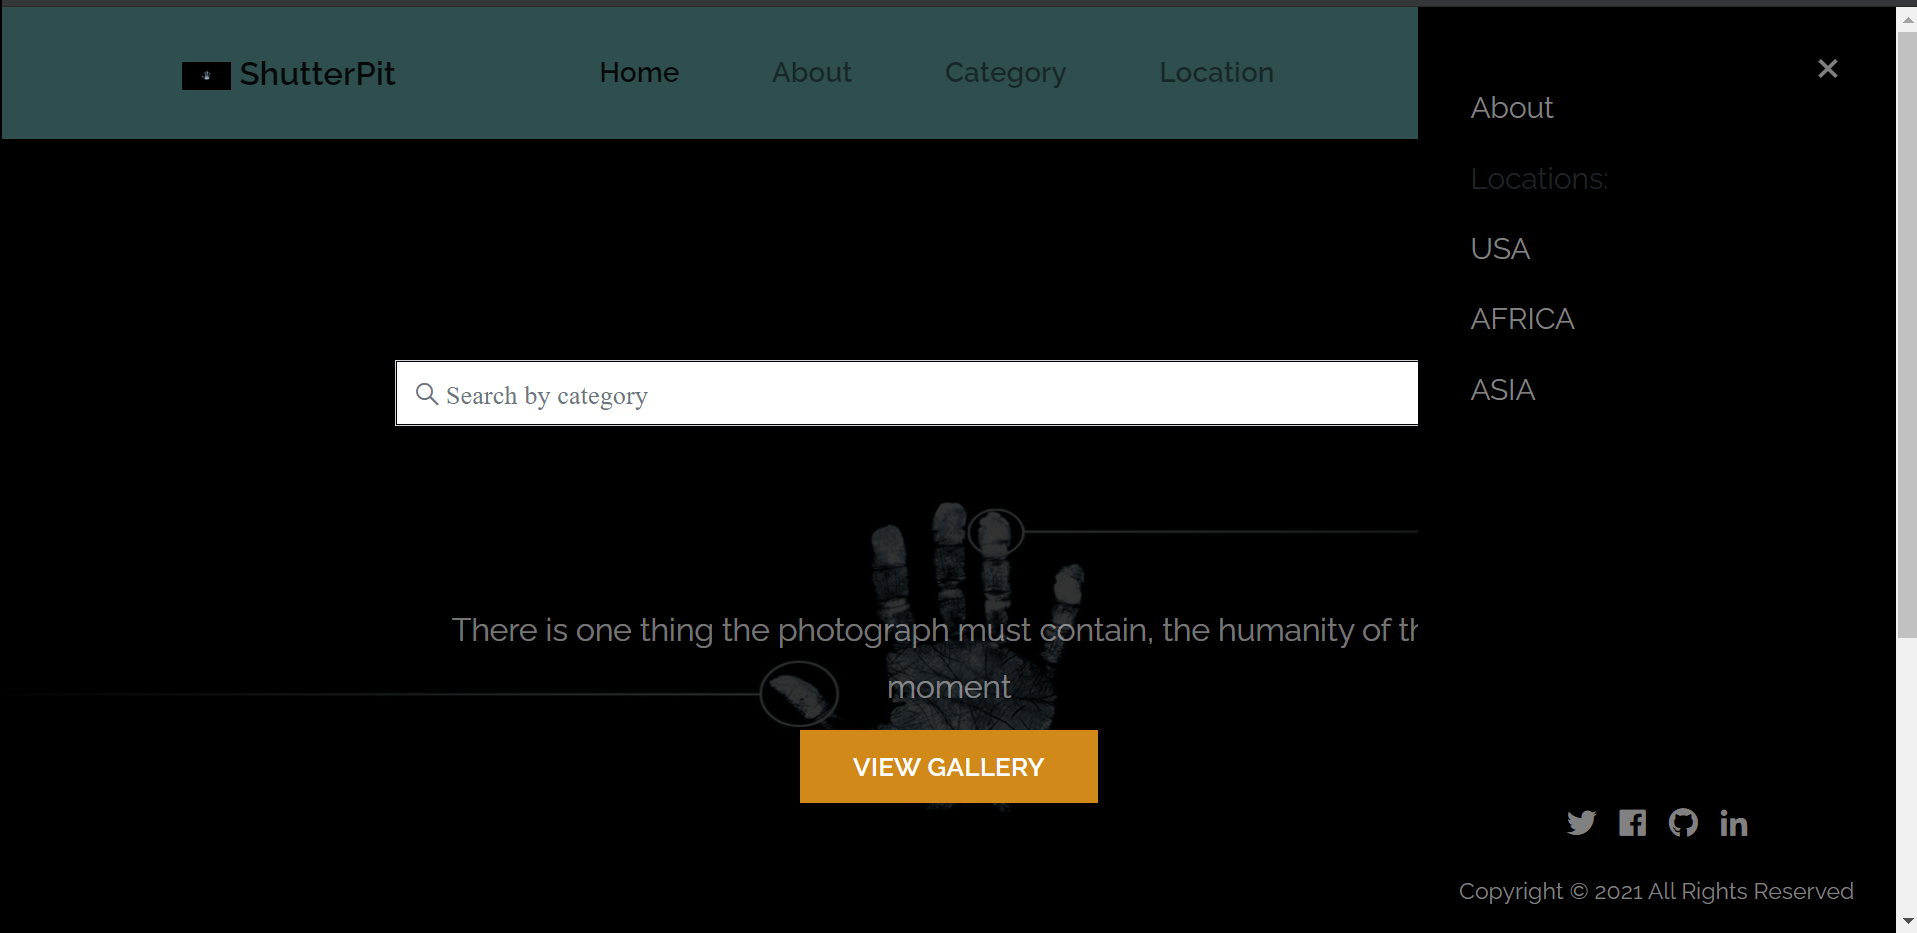 ShutterPit
Home
About
Category
Location
Search by category
There is one thing the photograph must contain, the humanity of
moment
VIEW GALLERY
About
Locations:
USA
AFRICA
ASIA
Copyright © 2021 All Rights Reserved